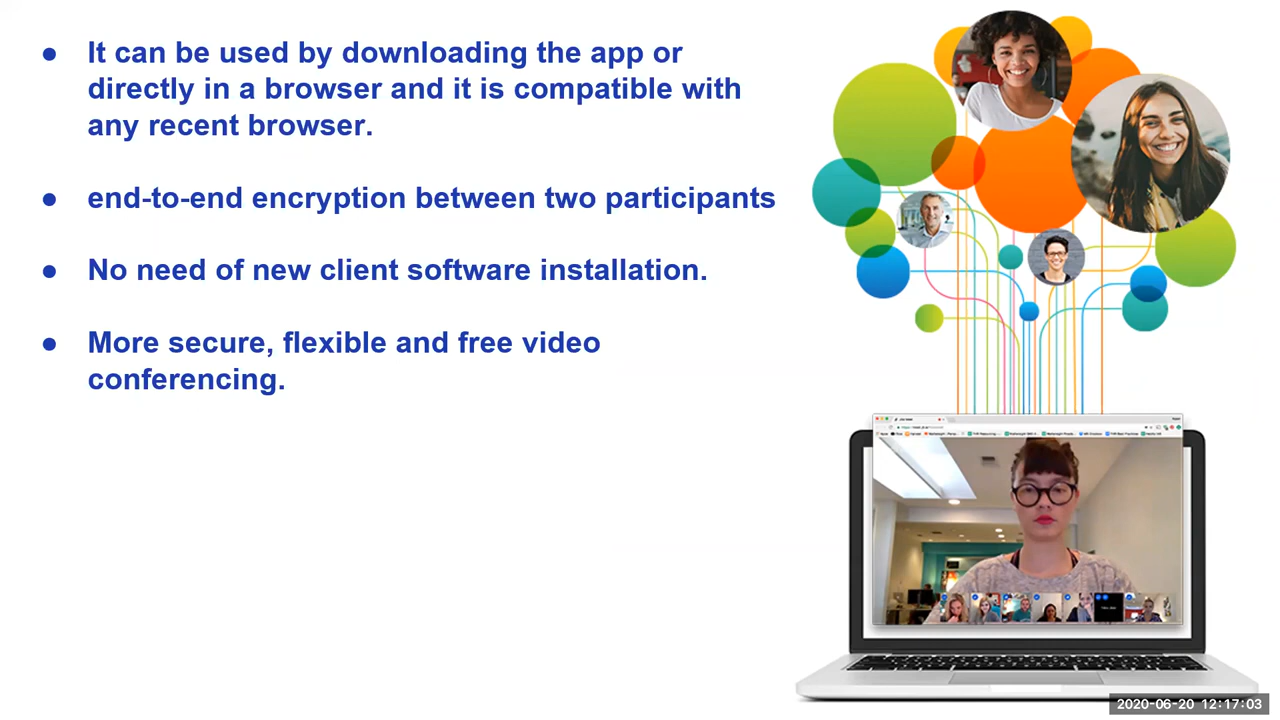 ● It can be used by downloading the app or
directly in a browser and it is compatible with
any recent browser.
● end-to-end encryption between two participants
● No need of new client software installation.
● More secure, flexible and free video
conferencing.
2020-06-20 12:17:03